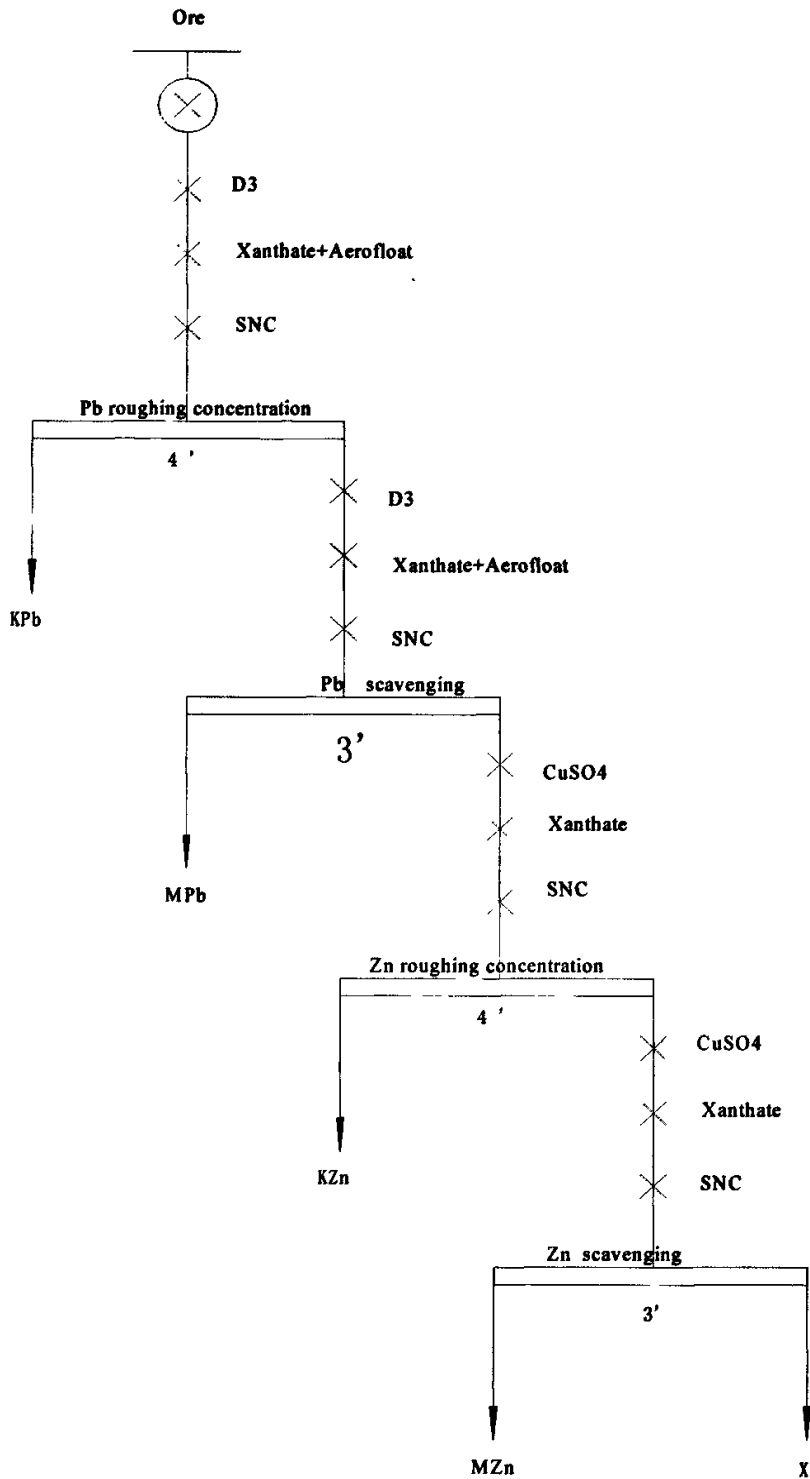 Ore
D3
Xanthate+Aerofloat
SNC
Pb roughing concentration
4 '
D3
Xanthate+Aerofloat
KPb
SNC
Pb scavenging
3'
CuSO4
Xanthate
MPb
SNC
Zn roughing concentration
4 '
CuSO4
Xanthate
KZn
SNC
Zn scavenging
3'
MZn
X